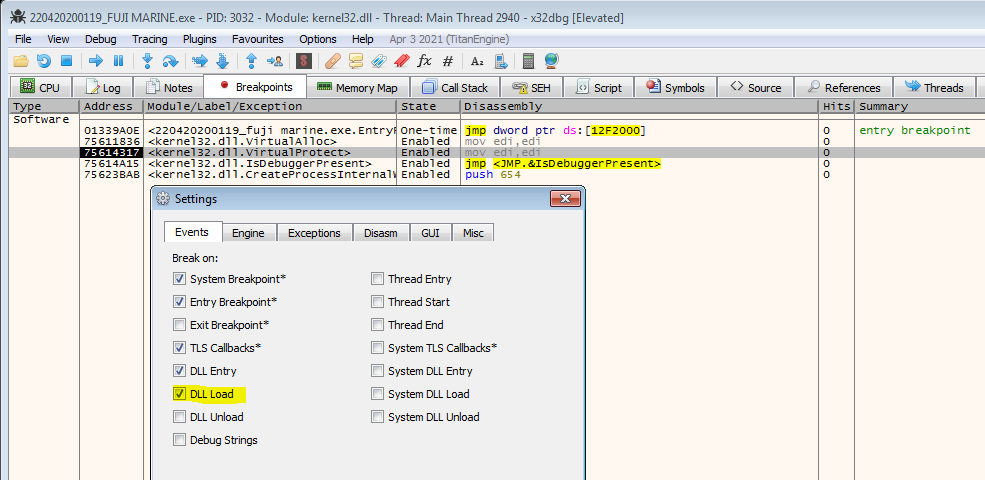 220420200119_FUJI MARINE.exe - PID: 3032 - Module: kernel32.dll - Thread: Main Thread 2940 - x32dbg [Elevated]
File View Debug Tracing Plugins Favourites Options Help Apr 3 2021 (TitanEngine)
CPU Log Notes Breakpoints Memory Map Call Stack SEH Script Symbols Source References Threads
Type Address Module/Label/Exception State Disassembly Hits Summary
Software
01339A0E <220420200119_fuji marine.exe.EntryP One-time jmp dword ptr ds:[12F2000] 0 entry breakpoint
75611836 <kernel32.dll.VirtualAlloc> Enabled mov edi,edi 0
75614317 <kernel32.dll.VirtualProtect> Enabled mov edi,edi 0
75614A15 <kernel32.dll.IsDebuggerPresent> Enabled jmp <JMP.&IsDebuggerPresent> 0
75623BAB <kernel32.dll.CreateProcessInternalW Enabled push 654 0
Settings
Events Engine Exceptions Disasm GUI Misc
Break on:
System Breakpoint* Thread Entry
Entry Breakpoint* Thread Start
Exit Breakpoint* Thread End
TLS Callbacks* System TLS Callbacks*
DLL Entry System DLL Entry
DLL Load System DLL Load
DLL Unload System DLL Unload
Debug Strings